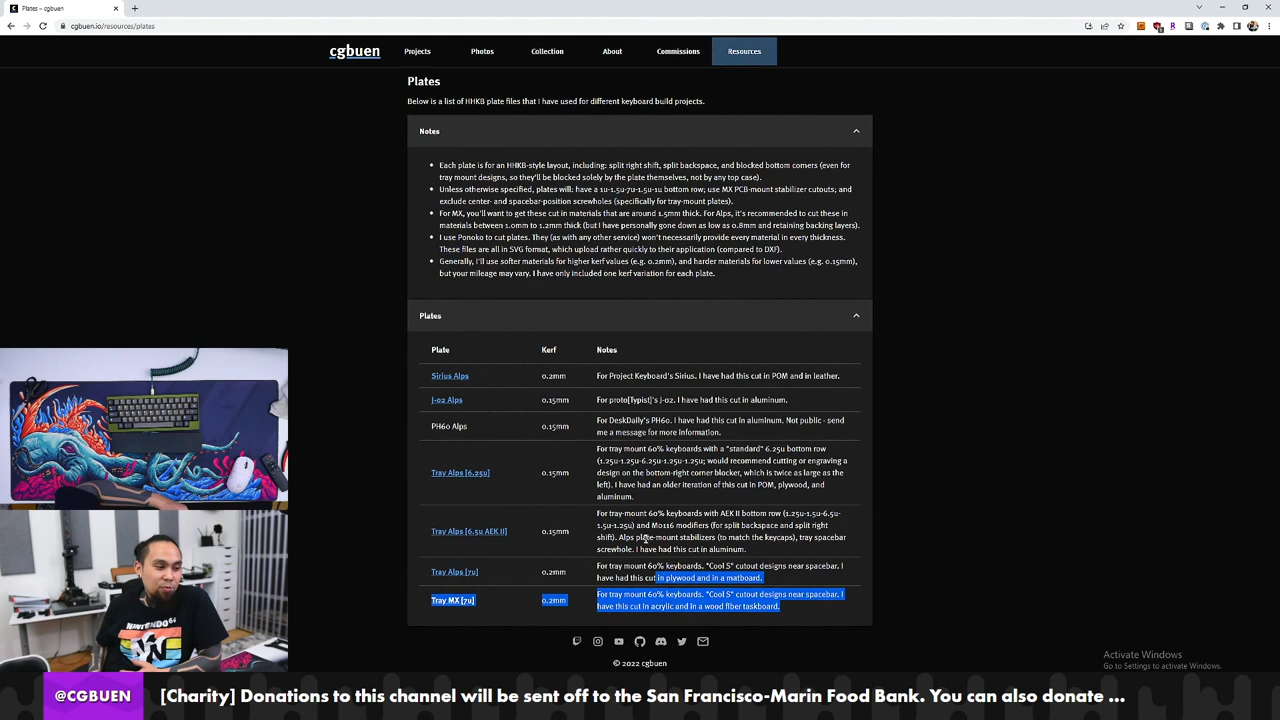 Plates – cgbuen
cgbuen.io/resources/plates
cgbuen
Projects
Photos
Collection
About
Commissions
Resources
Plates
Below is a list of HHKB plate files that I have used for different keyboard build projects.
Notes
Each plate is for an HHKB-style layout, including: split right shift, split backspace, and blocked bottom corners (even for
tray mount designs, so they'll be blocked solely by the plate themselves, not by any top case).
Unless otherwise specified, plates will: have a 1u-1.5u-7u-1.5u-1u bottom row; use MX PCB-mount stabilizer cutouts; and
exclude center- and spacebar-position screwholes (specifically for tray-mount plates).
For MX, you'll want to get these cut in materials that are around 1.5mm thick. For Alps, it's recommended to cut these in
materials between 1.0mm to 1.2mm thick (but I have personally gone down as low as 0.8mm and retaining backing layers).
I use Ponoko to cut plates. They (as with any other service) won't necessarily provide every material in every thickness.
These files are all in SVG format, which upload rather quickly to their application (compared to DXF).
Generally, I'll use softer materials for higher kerf values (e.g. 0.2mm), and harder materials for lower values (e.g. 0.15mm),
but your mileage may vary. I have only included one kerf variation for each plate.
Plates
Plate
Kerf
Notes
Sirius Alps
0.2mm
For Project Keyboard's Sirius. I have had this cut in POM and in leather.
J-02 Alps
0.15mm
For proto[Typist]'s J-02. I have had this cut in aluminum.
PH60 Alps
0.15mm
For DeskDaily's PH60. I have had this cut in aluminum. Not public - send
me a message for more information.
Tray Alps [6.25u]
0.15mm
For tray mount 60% keyboards with a "standard" 6.25u bottom row
(1.25u-1.25u-6.25u-1.25u-1.25u; would recommend cutting or engraving a
design on the bottom-right corner blocker, which is twice as large as the
left). I have had an older iteration of this cut in POM, plywood, and
aluminum.
Tray Alps [6.5u AEK II]
0.15mm
For tray-mount 60% keyboards with AEK II bottom row (1.25u-1.5u-6.5u-
1.5u-1.25u) and M0116 modifiers (for split backspace and split right
shift). Alps plate-mount stabilizers (to match the keycaps), tray spacebar
screwhole. I have had this cut in aluminum.
Tray Alps [7u]
0.2mm
For tray mount 60% keyboards. "Cool S" cutout designs near spacebar. I
have had this cut in plywood and in a matboard.
Tray MX [7u]
0.2mm
For tray mount 60% keyboards. "Cool S" cutout designs near spacebar. I
have this cut in acrylic and in a wood fiber taskboard.
© 2022 cgbuen
NINTENDO64
Activate Windows
Go to Settings to activate Windows.
@CGBUEN
[Charity] Donations to this channel will be sent off to the San Francisco-Marin Food Bank. You can also donate ...